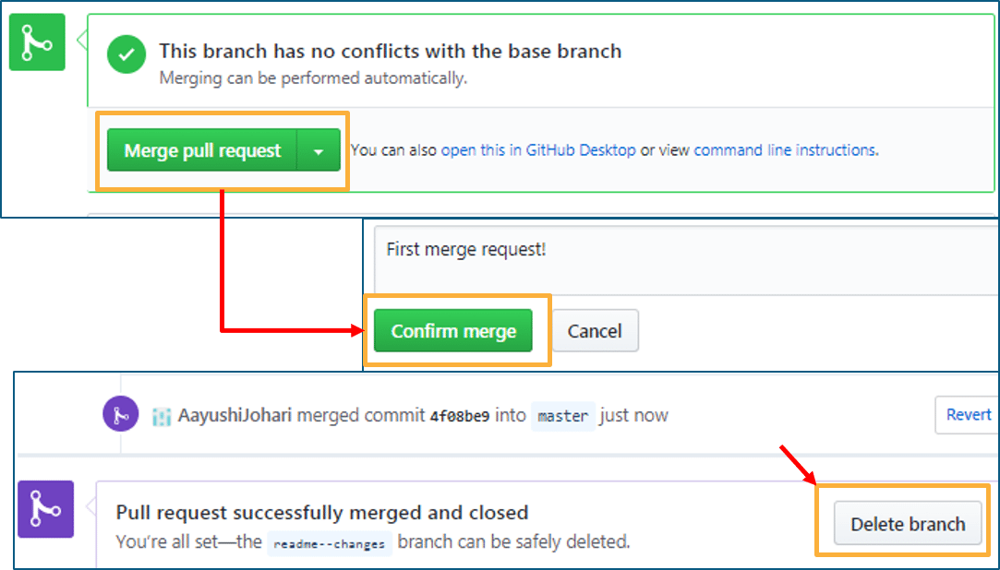 This branch has no conflicts with the base branch
Merging can be performed automatically.
Merge pull request
You can also open this in GitHub Desktop or view command line instructions.
First merge request!
Confirm merge
Cancel
AayushiJohari merged commit 4f08be9 into master just now
Revert
Pull request successfully merged and closed
You're all set—the readme--changes branch can be safely deleted.
Delete branch